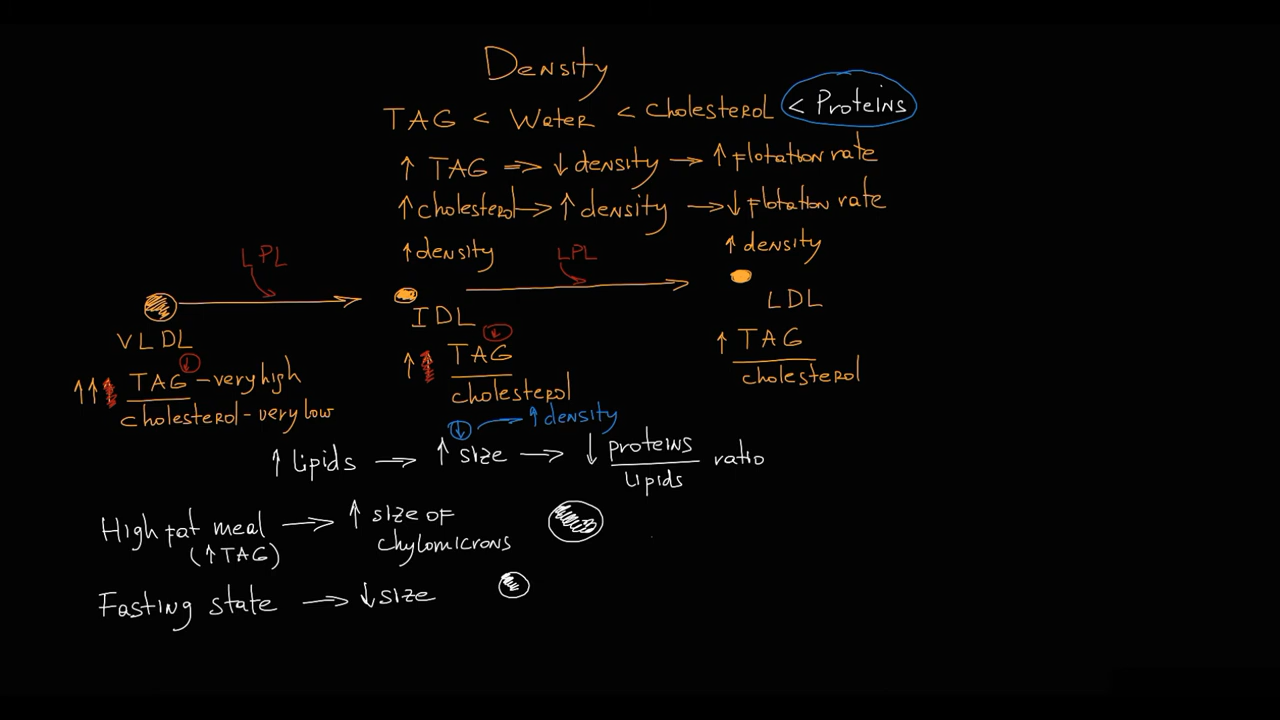 Density
TAG < Water < Cholesterol < Proteins
↑ TAG => ↓ density → ↑ flotation rate
↑ cholesterol → ↑ density → ↓ flotation rate
LPL
↑ density
LPL
↑ density
VLDL
IDL
LDL
↑↑↑ TAG - very high
cholesterol - very low
↓
↑↑ TAG
cholesterol
↓
↑ TAG
cholesterol
↓ → ↑ density
↑ lipids → ↑ size → ↓ proteins ratio
lipids
High fat meal → ↑ size of
(↑TAG) chylomicrons
Fasting state → ↓ size